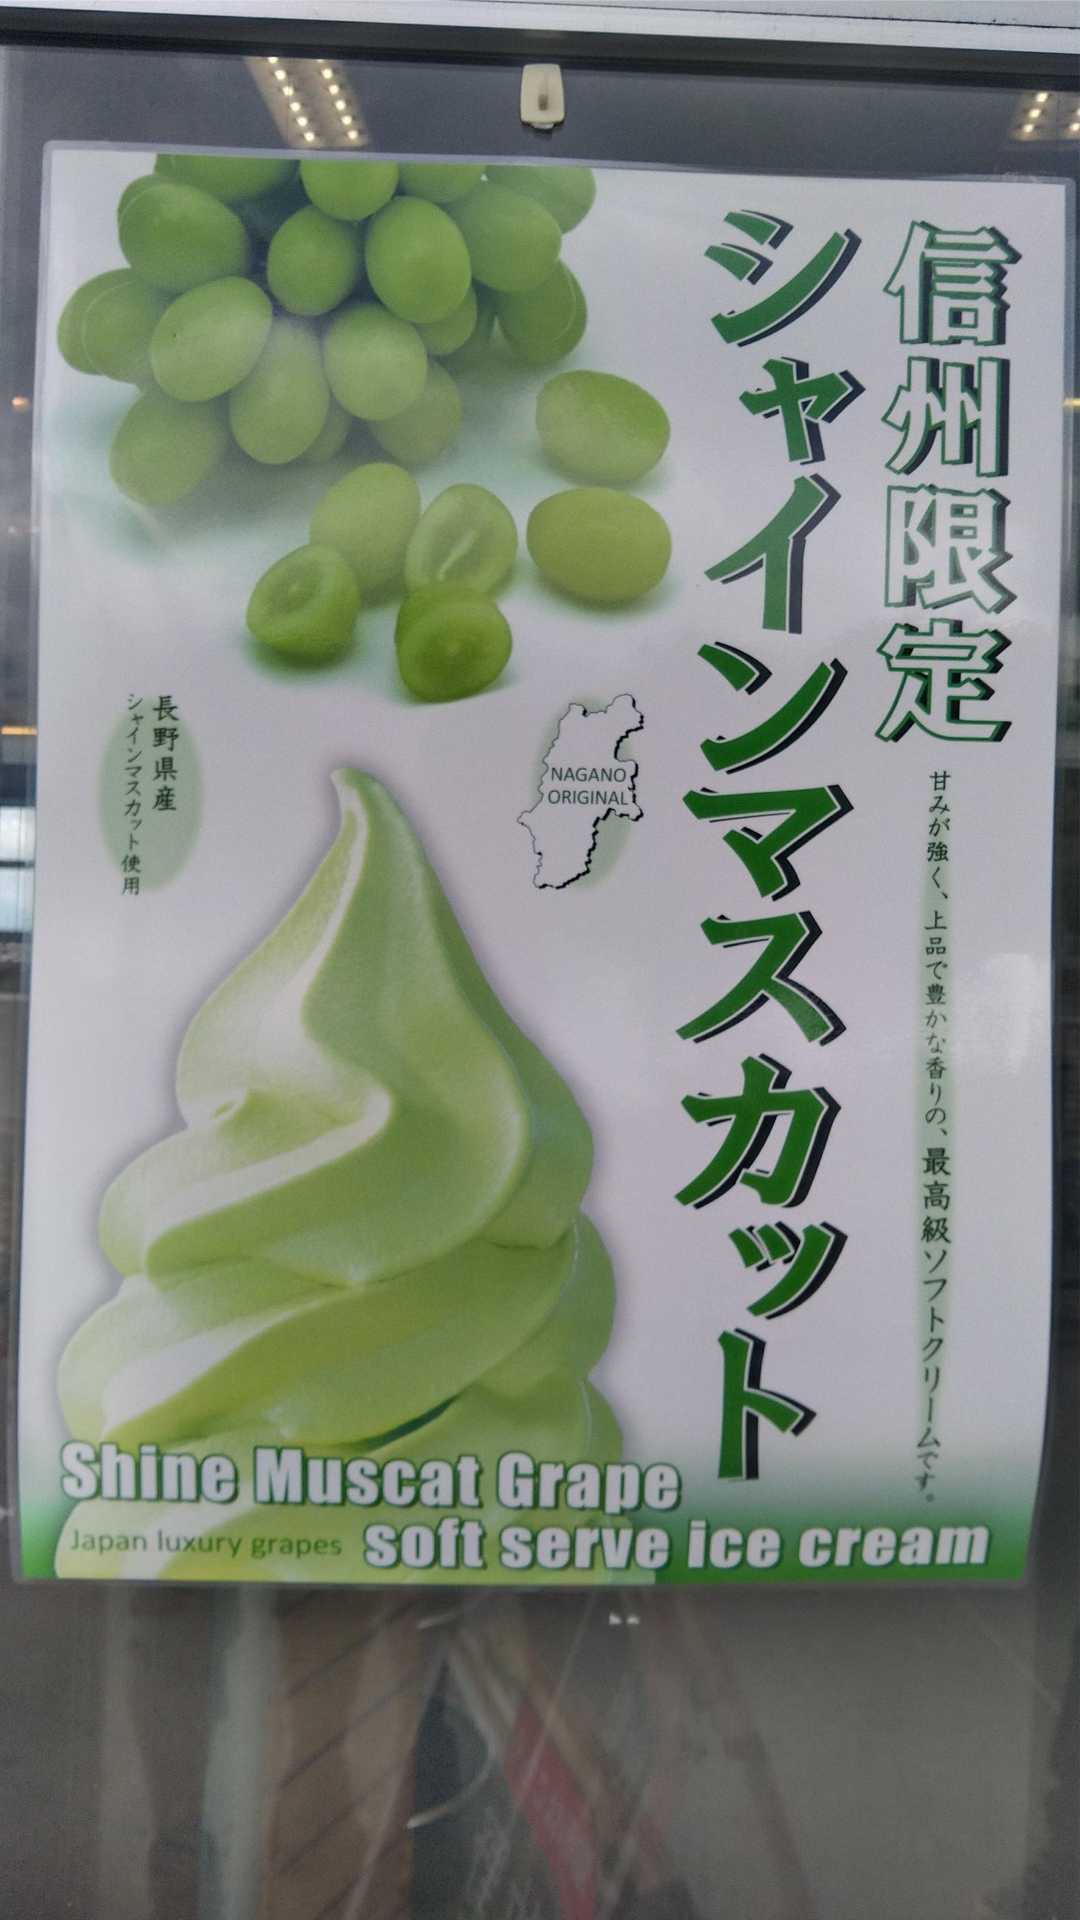 信州限定
シャインマスカット
甘みが強く、上品で豊かな香りの、最高級ソフトクリームです。
NAGANO
ORIGINAL
長野県産
シャインマスカット使用
Shine Muscat Grape
Japan luxury grapes soft serve ice cream